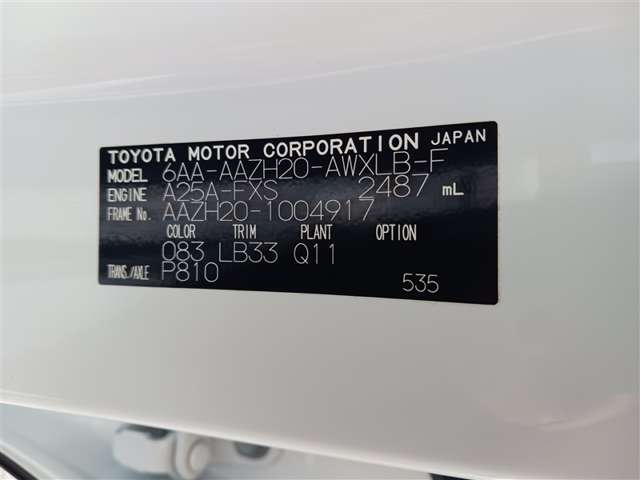 TOYOTA MOTOR CORPORATION JAPAN
MODEL 6AA-AAZH20-AWXLB-F
ENGINE A25A-FXS 2487 mL
FRAME No. AAZH20-1004917
COLOR TRIM PLANT
083 LB33 Q11
TRANS./AXLE P810
535